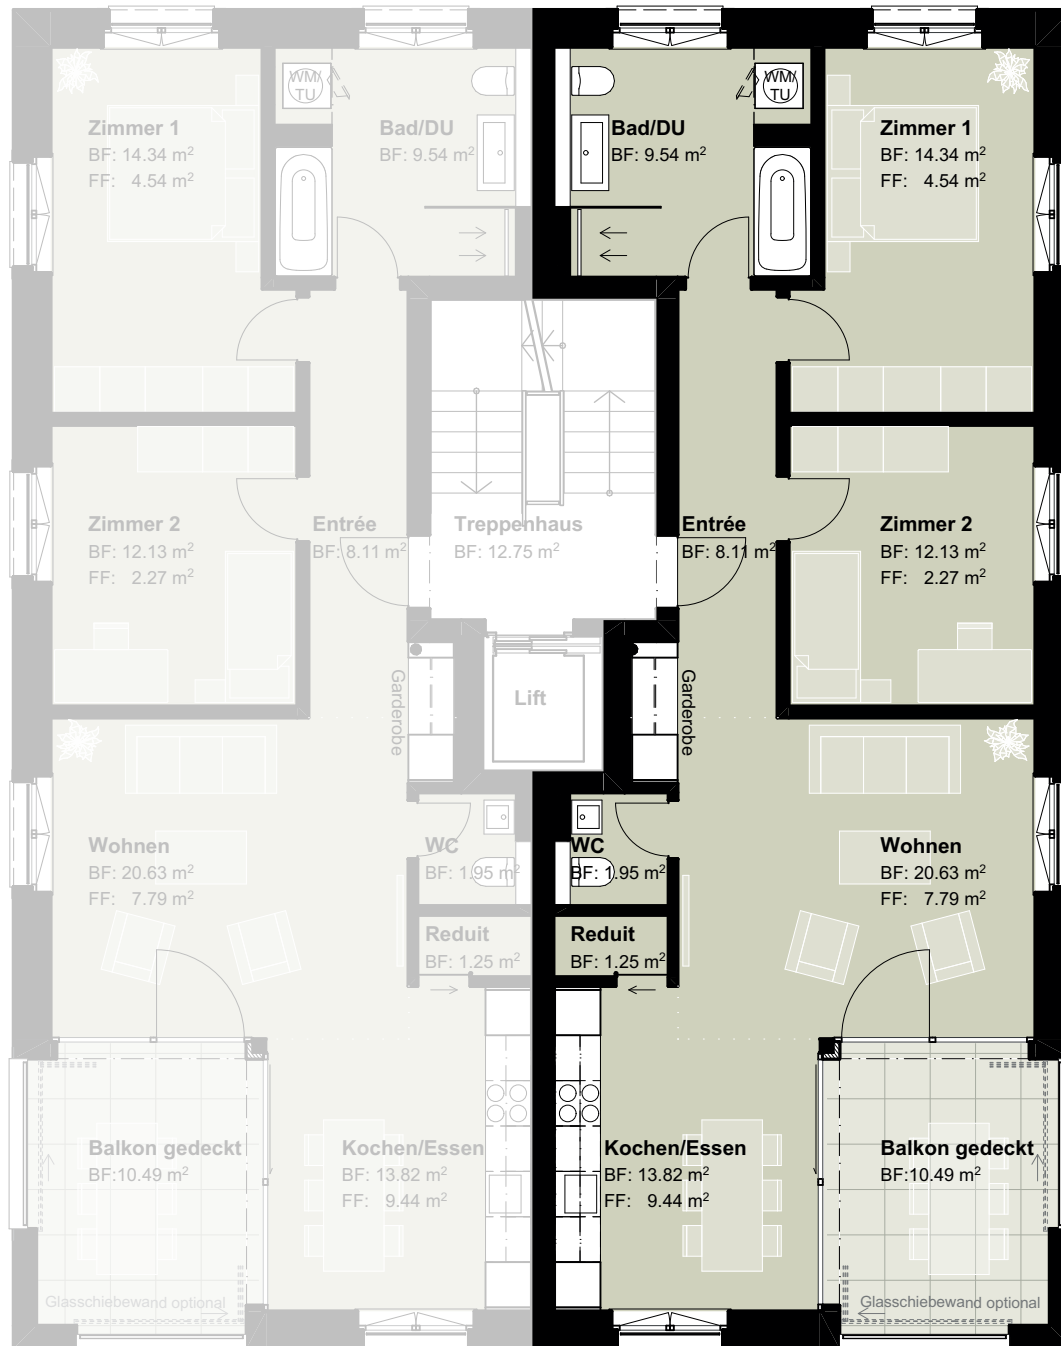 WM/
TU
Zimmer 1
BF: 14.34 m²
FF: 4.54 m²
Bad/DU
BF: 9.54 m²
Bad/DU
BF: 9.54 m²
WM/
TU
Zimmer 1
BF: 14.34 m²
FF: 4.54 m²
Zimmer 2
BF: 12.13 m²
FF: 2.27 m²
Entrée
BF: 8.11 m²
Treppenhaus
BF: 12.75 m²
Entrée
BF: 8.11 m²
Zimmer 2
BF: 12.13 m²
FF: 2.27 m²
Garderobe
Lift
Garderobe
Wohnen
BF: 20.63 m²
FF: 7.79 m²
WC
BF: 1.95 m²
WC
BF: 1.95 m²
Wohnen
BF: 20.63 m²
FF: 7.79 m²
Reduit
BF: 1.25 m²
Reduit
BF: 1.25 m²
Balkon gedeckt
BF:10.49 m²
Kochen/Essen
BF: 13.82 m²
FF: 9.44 m²
Kochen/Essen
BF: 13.82 m²
FF: 9.44 m²
Balkon gedeckt
BF:10.49 m²
Glasschiebewand optional
Glasschiebewand optional